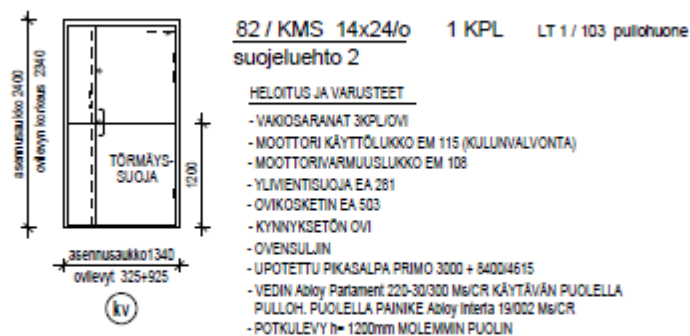 82 / KMS 14x24/o 1 KPL LT 1 / 103 pullohuone
suojeluehto 2
HELOITUS JA VARUSTEET
- VAKIOSARANAT 3KPL/OVI
- MOOTTORI KÄYTTÖLUKKO EM 115 (KULUNVALVONTA)
- MOOTTORIVARMUUSLUKKO EM 108
- YLIVIENTISUOJA EA 281
- OVIKOSKETIN EA 503
- KYNNYKSETÖN OVI
- OVENSULJIN
- UPOTETTU PIKASALPA PRIMO 3000 + 8400/4615
- VEDIN Abloy Parlament 220-30/300 Ms/CR KÄYTÄVÄN PUOLELLA
PULLOH. PUOLELLA PAINIKE Abloy Interia 19/002 Ms/CR
- POTKULEVY h= 1200mm MOLEMMIN PUOLIN
asennusaukko 2400
ovilevyn korkeus 2340
TÖRMÄYS-
SUOJA
1200
asennusaukko1340
ovilevyt 325+925
kv